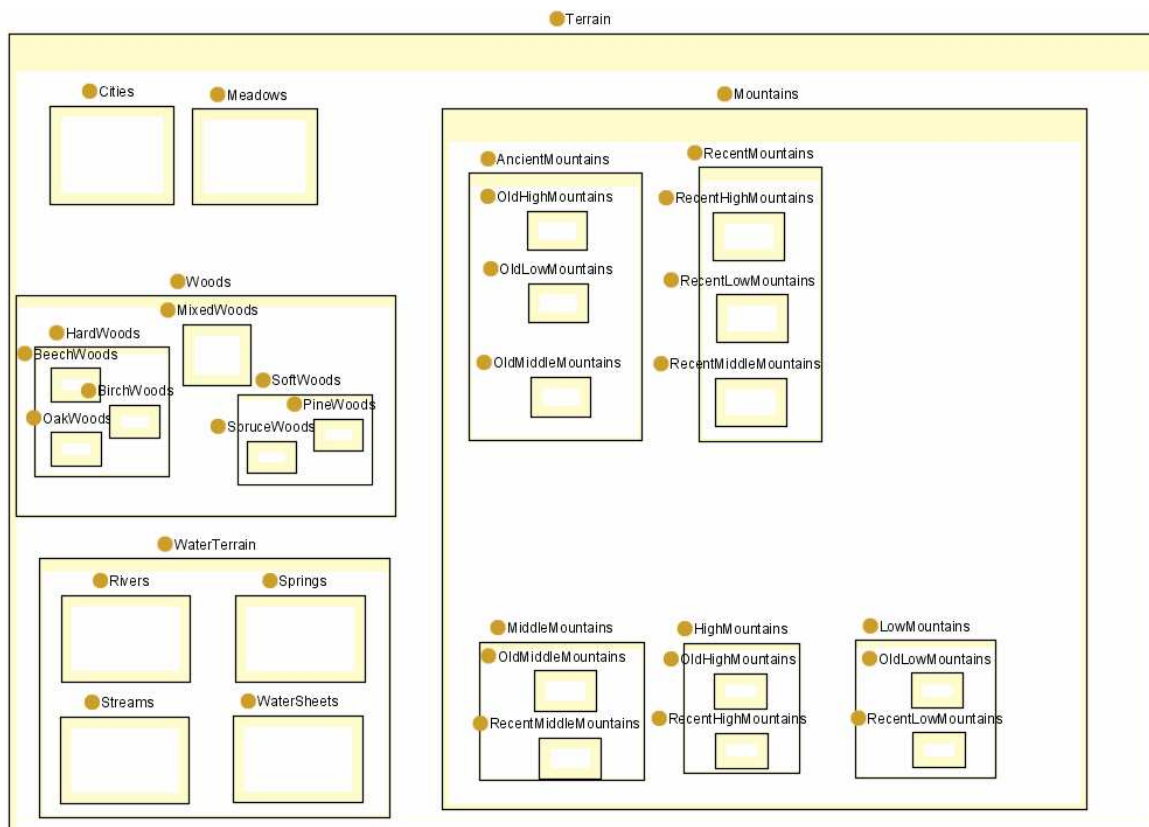 Terrain
Cities
Meadows
Mountains
AncientMountains
RecentMountains
OldHighMountains
RecentHighMountains
OldLowMountains
RecentLowMountains
OldMiddleMountains
RecentMiddleMountains
Woods
MixedWoods
HardWoods
BeechWoods
BirchWoods
OakWoods
SoftWoods
PineWoods
SpruceWoods
WaterTerrain
Rivers
Springs
Streams
WaterSheets
MiddleMountains
OldMiddleMountains
RecentMiddleMountains
HighMountains
OldHighMountains
RecentHighMountains
LowMountains
OldLowMountains
RecentLowMountains